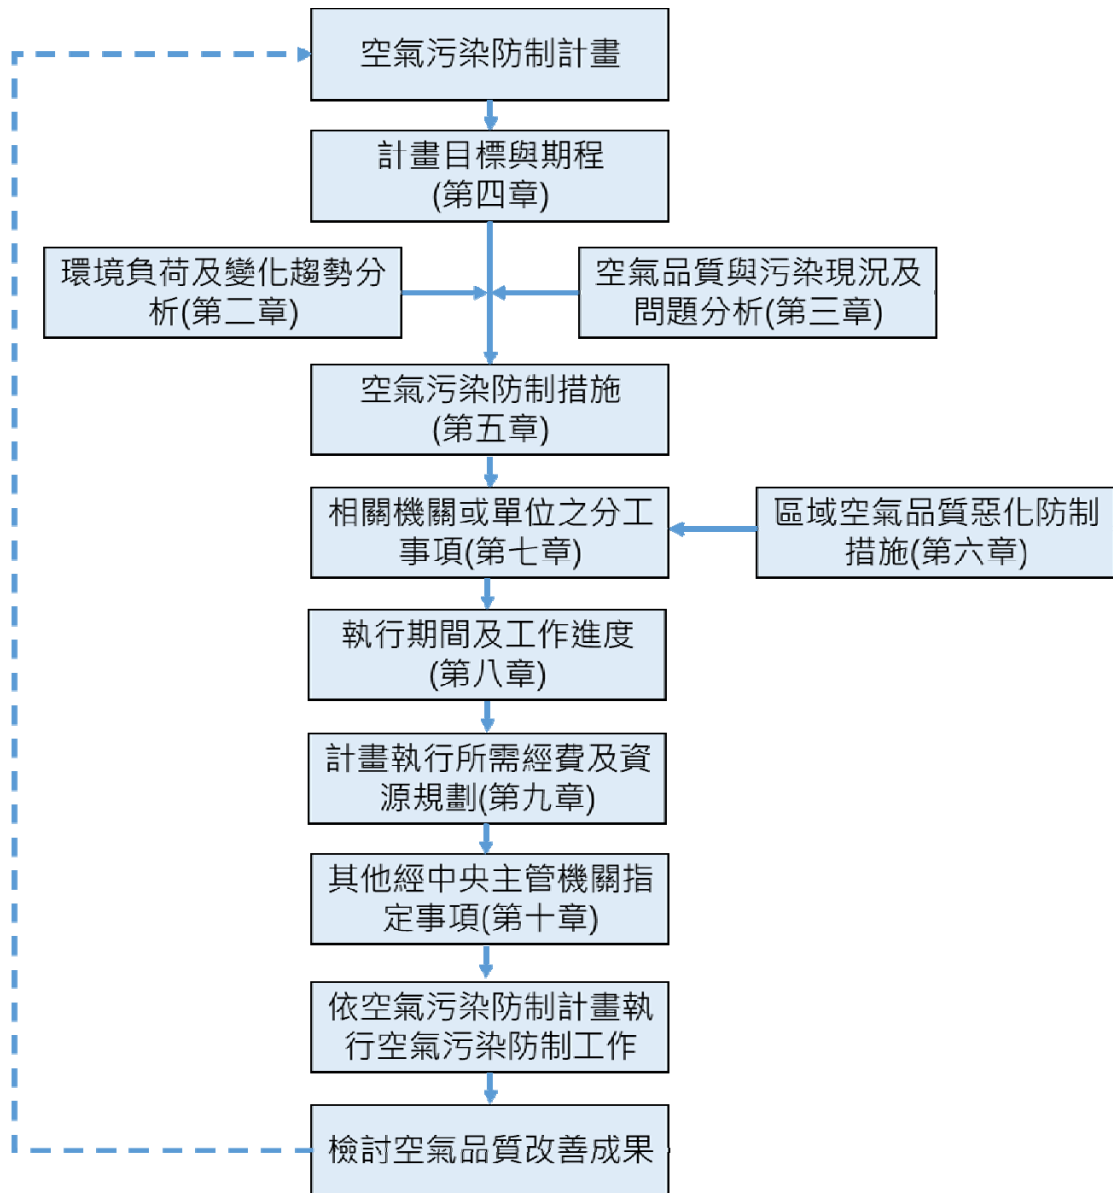 空氣污染防制計畫
計畫目標與期程
(第四章)
環境負荷及變化趨勢分
析(第二章)
空氣品質與污染現況及
問題分析(第三章)
空氣污染防制措施
(第五章)
相關機關或單位之分工
事項(第七章)
區域空氣品質惡化防制
措施(第六章)
執行期間及工作進度
(第八章)
計畫執行所需經費及資
源規劃(第九章)
其他經中央主管機關指
定事項(第十章)
依空氣污染防制計畫執
行空氣污染防制工作
檢討空氣品質改善成果